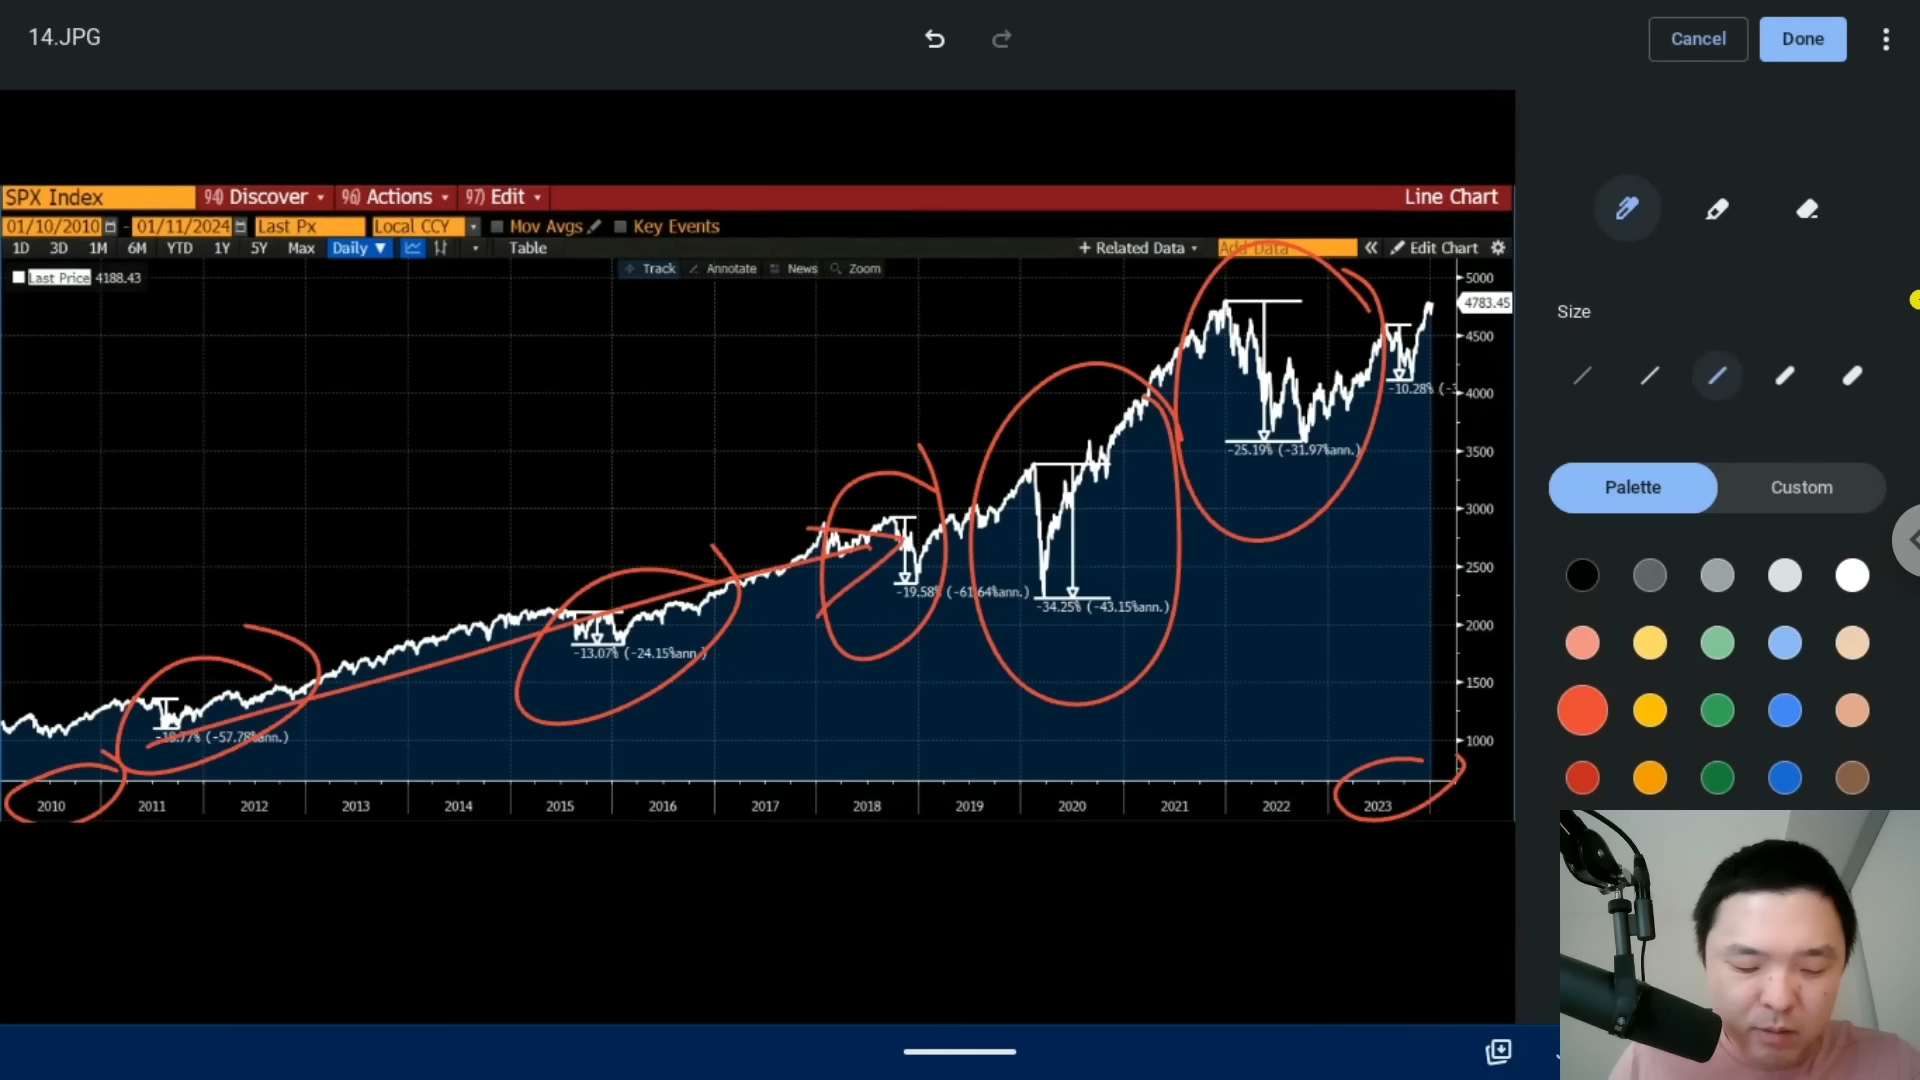 14.JPG
Cancel
Done
SPX Index 94) Discover 96) Actions 97) Edit Line Chart
01/10/2010 - 01/11/2024 Last Px Local CCY Mov Avgs Key Events
1D 3D 1M 6M YTD 1Y 5Y Max Daily Table + Related Data Add Data Edit Chart
Track Annotate News Zoom
Last Price 4188.43
5000
4783.45
4500
4000
3500
3000
2500
2000
1500
1000
-10.28%
-25.19% (-31.97%ann.)
-19.58% (-61.64%ann.)
-34.25% (-43.15%ann.)
-13.07% (-24.15%ann.)
(-57.78%ann.)
2010 2011 2012 2013 2014 2015 2016 2017 2018 2019 2020 2021 2022 2023
Size
Palette
Custom